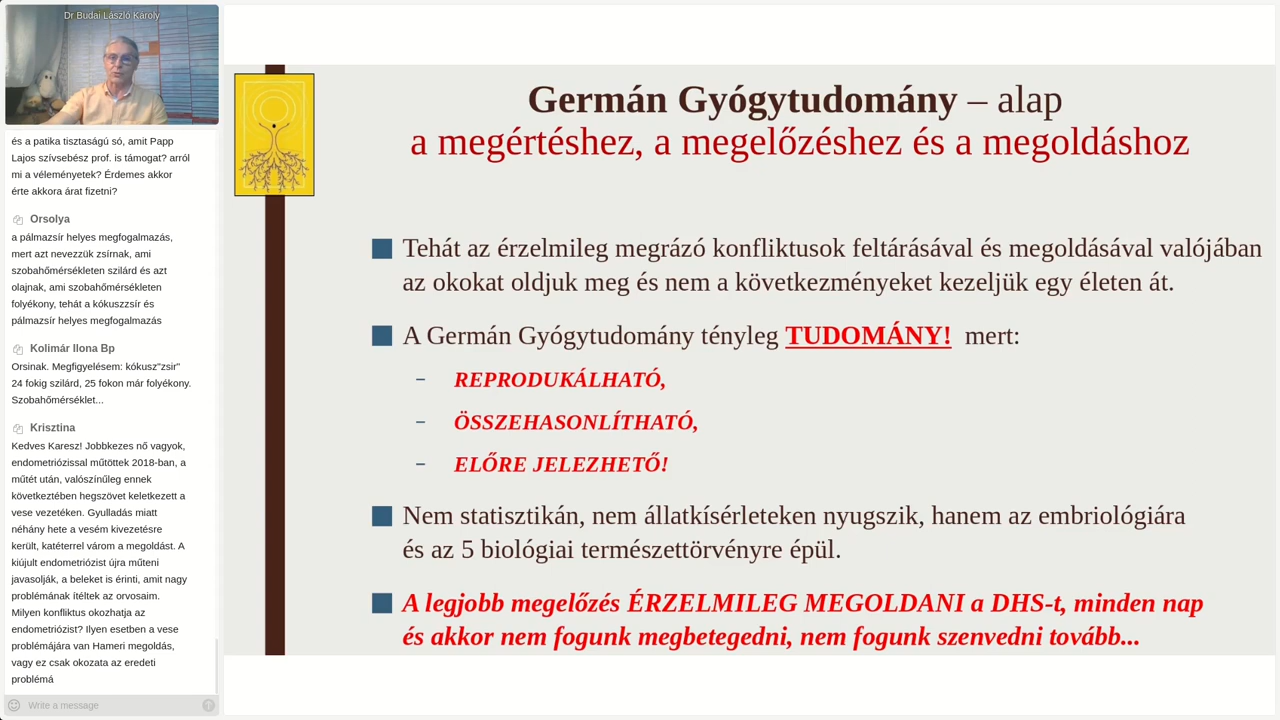 Dr Budai László Károly
és a patika tisztaságú só, amit Papp
Lajos szívsebész prof. is támogat? arról
mi a véleményetek? Érdemes akkor
érte akkora árat fizetni?
Orsolya
a pálmazsír helyes megfogalmazás,
mert azt nevezzük zsírnak, ami
szobahőmérsékleten szilárd és azt
olajnak, ami szobahőmérsékleten
folyékony, tehát a kókuszzsír és
pálmazsír helyes megfogalmazás
Kolimár Ilona Bp
Orsinak. Megfigyelésem: kókusz"zsir"
24 fokig szilárd, 25 fokon már folyékony.
Szobahőmérséklet...
Krisztina
Kedves Karesz! Jobbkezes nő vagyok,
endometriózissal műtöttek 2018-ban, a
műtét után, valószínűleg ennek
következtében hegszövet keletkezett a
vese vezetéken. Gyulladás miatt
néhány hete a vesém kivezetésre
került, katéterrel várom a megoldást. A
kiújult endometriózist újra műteni
javasolják, a beleket is érinti, amit nagy
problémának ítéltek az orvosaim.
Milyen konfliktus okozhatja az
endometriózist? Ilyen esetben a vese
problémájára van Hameri megoldás,
vagy ez csak okozata az eredeti
problémá
Write a message
Germán Gyógytudomány – alap
a megértéshez, a megelőzéshez és a megoldáshoz
Tehát az érzelmileg megrázó konfliktusok feltárásával és megoldásával valójában
az okokat oldjuk meg és nem a következményeket kezeljük egy életen át.
A Germán Gyógytudomány tényleg TUDOMÁNY! mert:
– REPRODUKÁLHATÓ,
– ÖSSZEHASONLÍTHATÓ,
– ELŐRE JELEZHETŐ!
Nem statisztikán, nem állatkísérleteken nyugszik, hanem az embriológiára
és az 5 biológiai természettörvényre épül.
A legjobb megelőzés ÉRZELMILEG MEGOLDANI a DHS-t, minden nap
és akkor nem fogunk megbetegedni, nem fogunk szenvedni tovább...